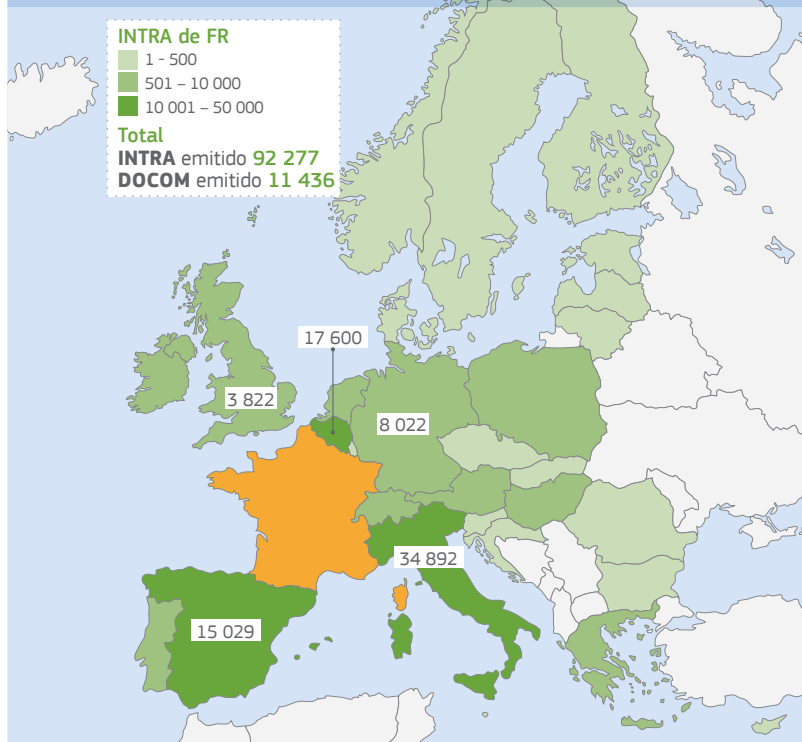 INTRA de FR
1 - 500
501 – 10 000
10 001 – 50 000
Total
INTRA emitido 92 277
DOCOM emitido 11 436
17 600
3 822
8 022
34 892
15 029